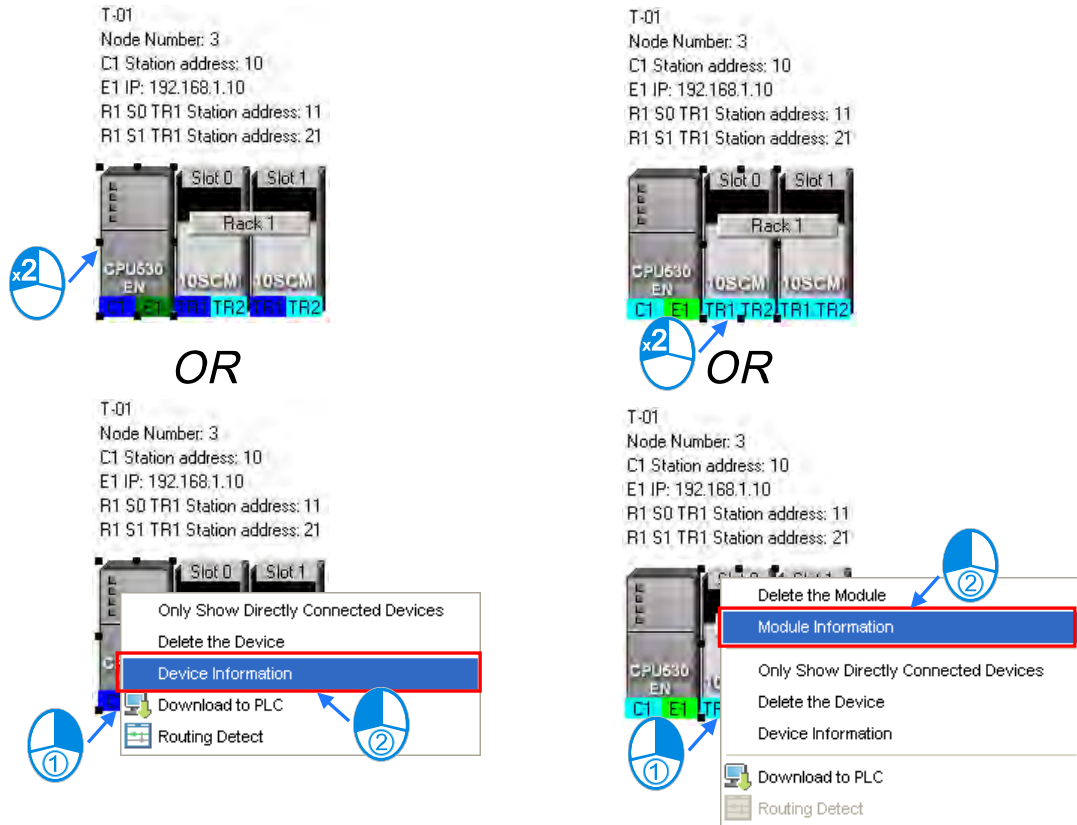 T-01
Node Number: 3
C1 Station address: 10
E1 IP: 192.168.1.10
R1 S0 TR1 Station address: 11
R1 S1 TR1 Station address: 21
Slot 0 Slot 1
Rack 1
CPU530
EN
10SCM 10SCM
C1 E1 TR1 TR2 TR1 TR2
x2
OR
T-01
Node Number: 3
C1 Station address: 10
E1 IP: 192.168.1.10
R1 S0 TR1 Station address: 11
R1 S1 TR1 Station address: 21
Slot 0 Slot 1
Only Show Directly Connected Devices
Delete the Device
Device Information
Download to PLC
Routing Detect
1
2
T-01
Node Number: 3
C1 Station address: 10
E1 IP: 192.168.1.10
R1 S0 TR1 Station address: 11
R1 S1 TR1 Station address: 21
Slot 0 Slot 1
Rack 1
CPU530
EN
10SCM 10SCM
C1 E1 TR1 TR2 TR1 TR2
x2
OR
T-01
Node Number: 3
C1 Station address: 10
E1 IP: 192.168.1.10
R1 S0 TR1 Station address: 11
R1 S1 TR1 Station address: 21
CPU530
EN
C1 E1
Delete the Module
Module Information
Only Show Directly Connected Devices
Delete the Device
Device Information
Download to PLC
Routing Detect
1
2